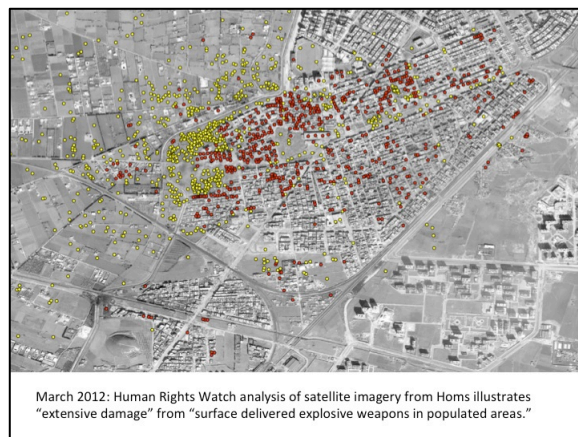 March 2012: Human Rights Watch analysis of satellite imagery from Homs illustrates
“extensive damage” from “surface delivered explosive weapons in populated areas.”